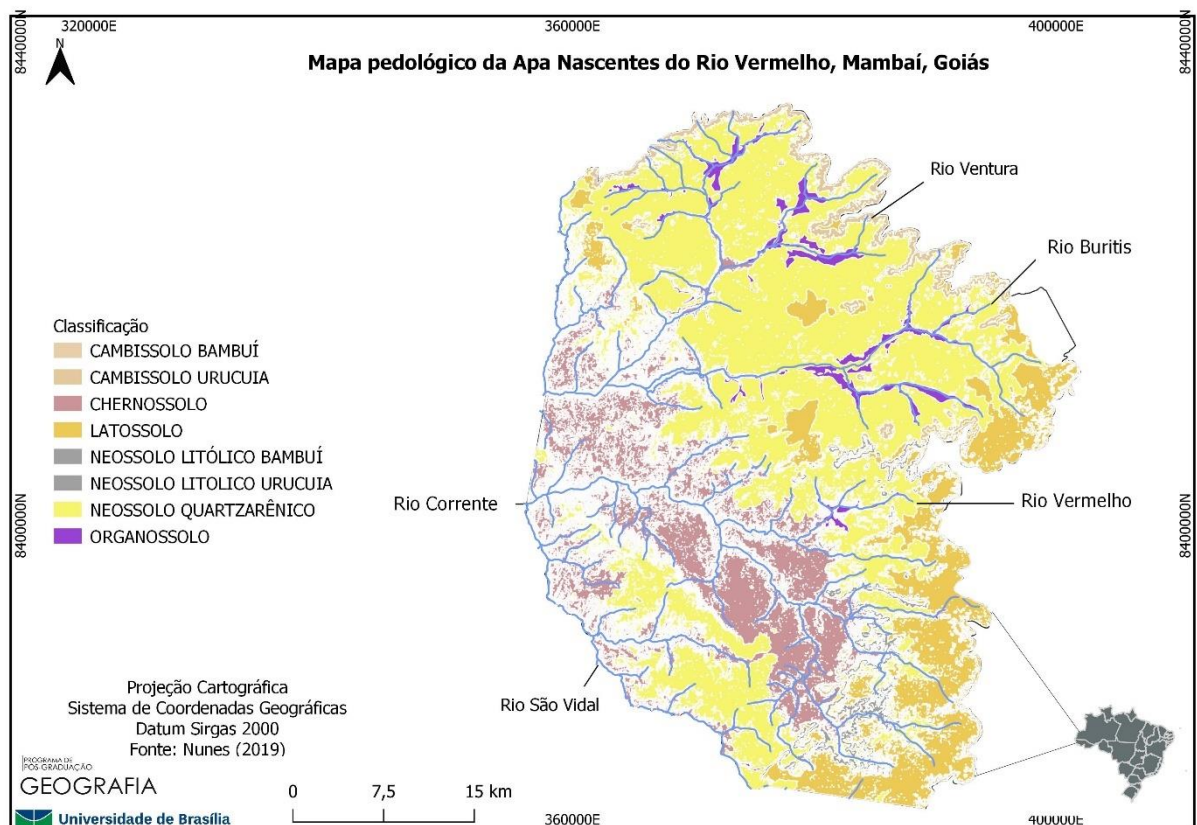 320000E
360000E
400000E
8440000N
8440000N
N
Mapa pedológico da Apa Nascentes do Rio Vermelho, Mambaí, Goiás
Rio Ventura
Rio Buritis
Classificação
CAMBISSOLO BAMBUÍ
CAMBISSOLO URUCUIA
CHERNOSSOLO
LATOSSOLO
NEOSSOLO LITÓLICO BAMBUÍ
NEOSSOLO LITOLICO URUCUIA
NEOSSOLO QUARTZARÊNICO
ORGANOSSOLO
Rio Corrente
Rio Vermelho
8400000N
8400000N
Rio São Vidal
Projeção Cartográfica
Sistema de Coordenadas Geográficas
Datum Sirgas 2000
Fonte: Nunes (2019)
PROGRAMA DE
PÓS-GRADUAÇÃO
GEOGRAFIA
Universidade de Brasília
0 7,5 15 km
360000E
400000E